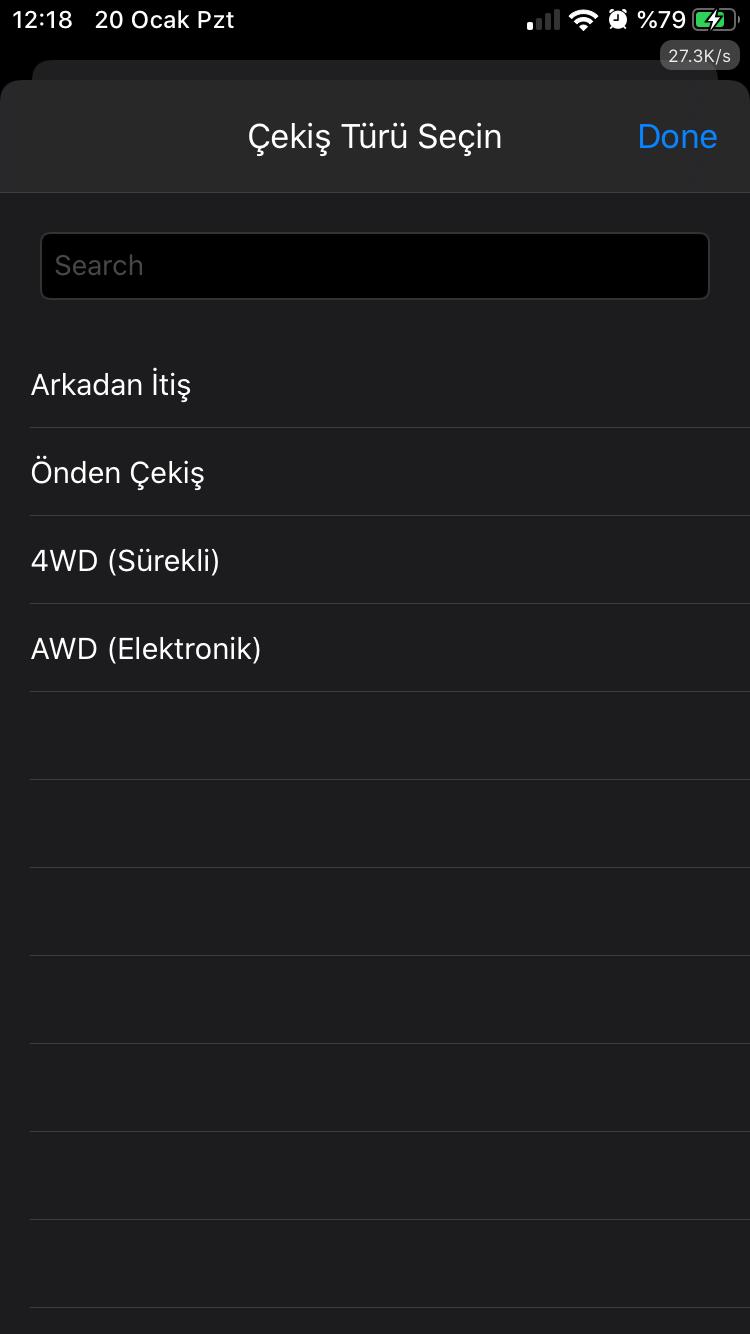 12:18 20 Ocak Pzt %79
27.3K/s
Çekiş Türü Seçin Done
Search
Arkadan İtiş
Önden Çekiş
4WD (Sürekli)
AWD (Elektronik)